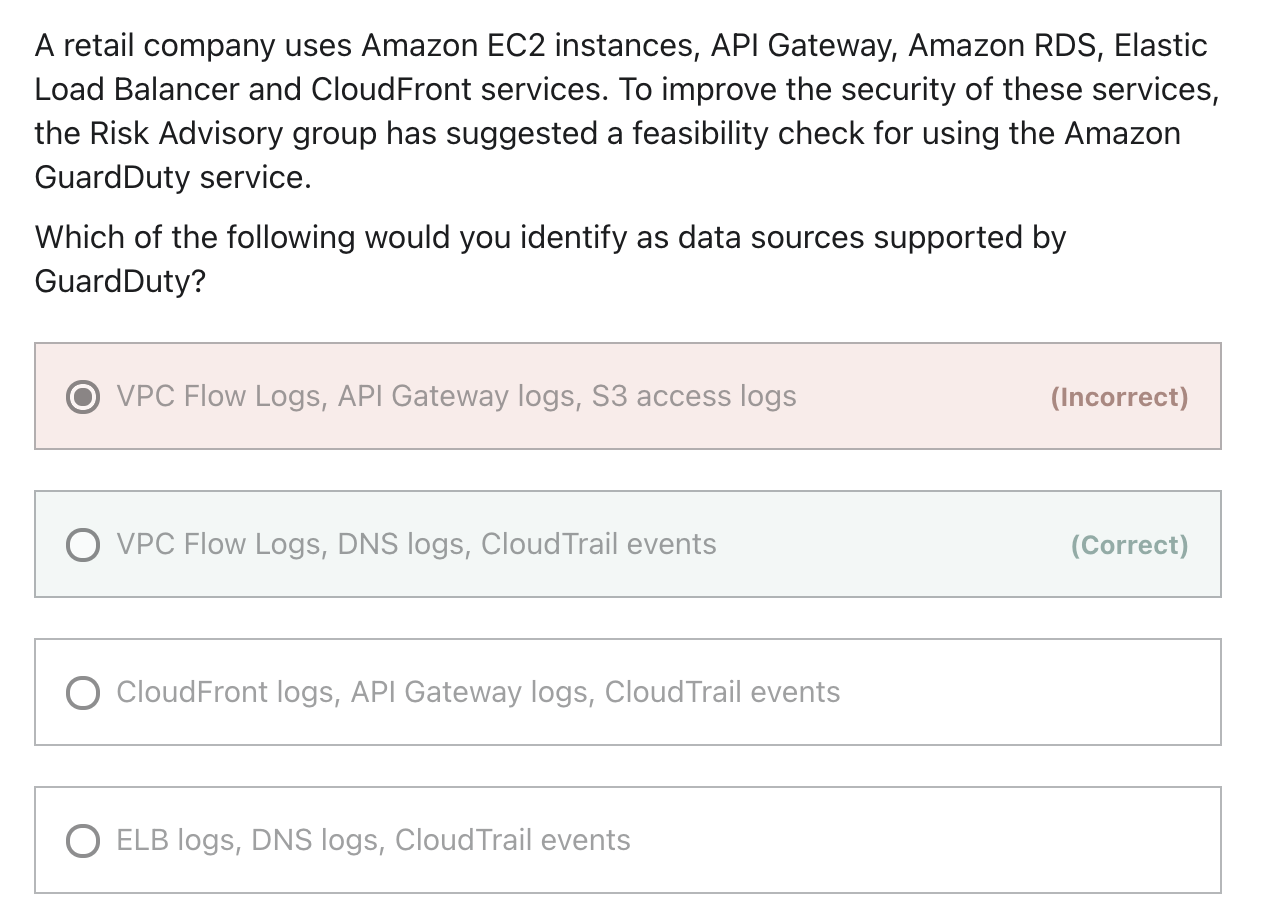 A retail company uses Amazon EC2 instances, API Gateway, Amazon RDS, Elastic
Load Balancer and CloudFront services. To improve the security of these services,
the Risk Advisory group has suggested a feasibility check for using the Amazon
GuardDuty service.
Which of the following would you identify as data sources supported by
GuardDuty?
VPC Flow Logs, API Gateway logs, S3 access logs (Incorrect)
VPC Flow Logs, DNS logs, CloudTrail events (Correct)
CloudFront logs, API Gateway logs, CloudTrail events
ELB logs, DNS logs, CloudTrail events